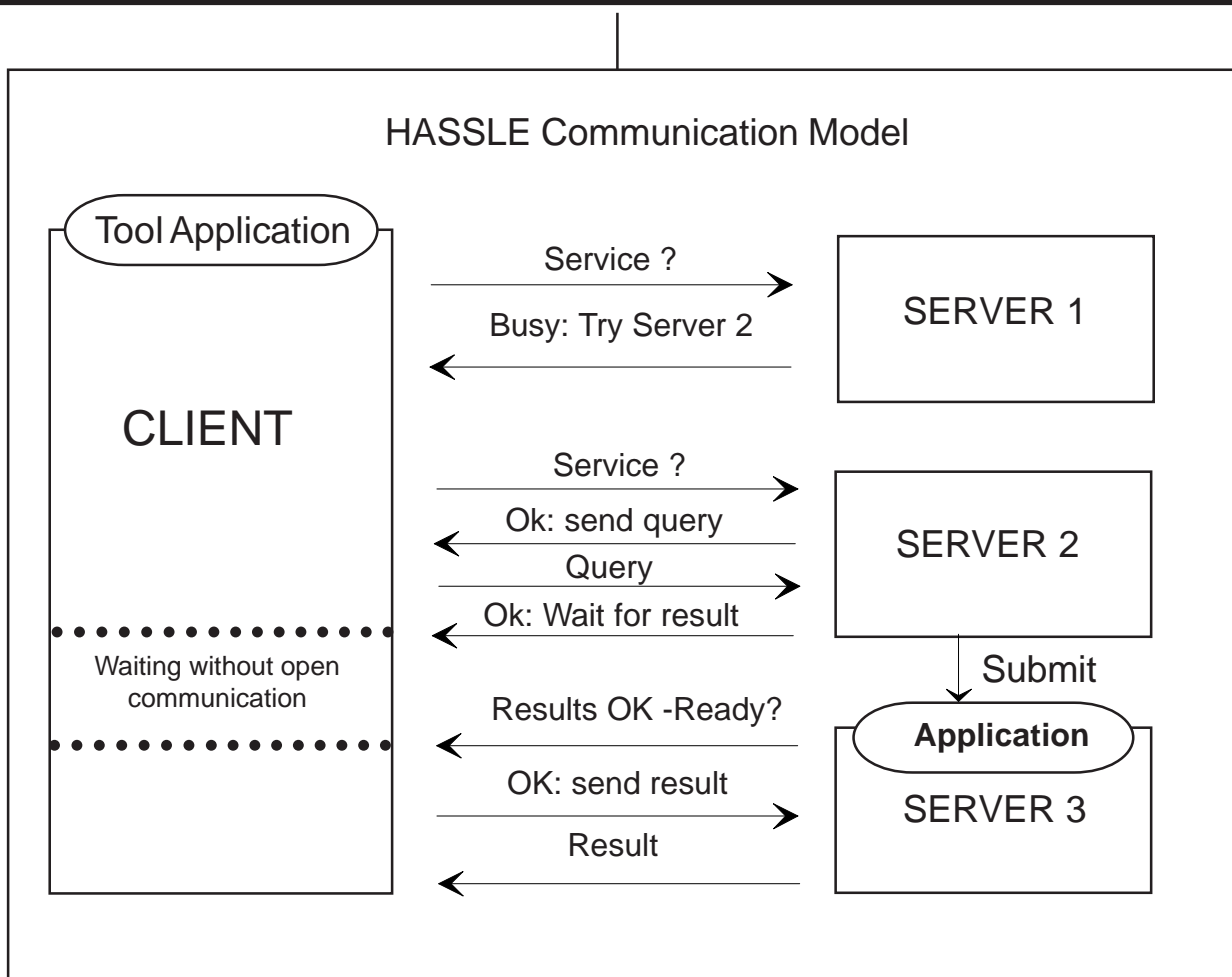 HASSLE Communication Model
Tool Application
CLIENT
Service ?
Busy: Try Server 2
SERVER 1
Service ?
Ok: send query
Query
Ok: Wait for result
SERVER 2
Waiting without open
communication
Submit
Results OK -Ready?
Application
OK: send result
SERVER 3
Result